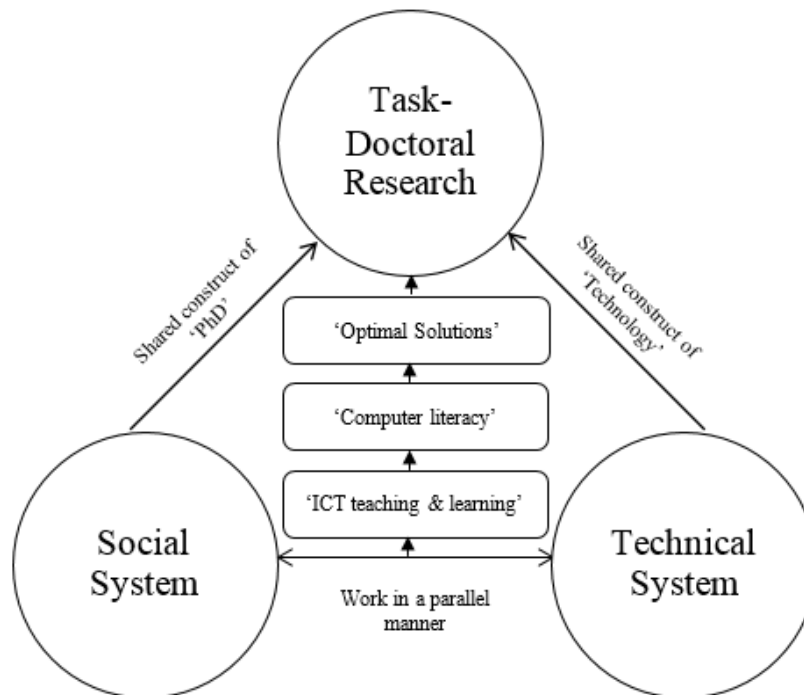 Task-
Doctoral
Research
Shared construct of
‘PhD’
Shared construct of
‘Technology’
‘Optimal Solutions’
‘Computer literacy’
‘ICT teaching & learning’
Social
System
Technical
System
Work in a parallel
manner